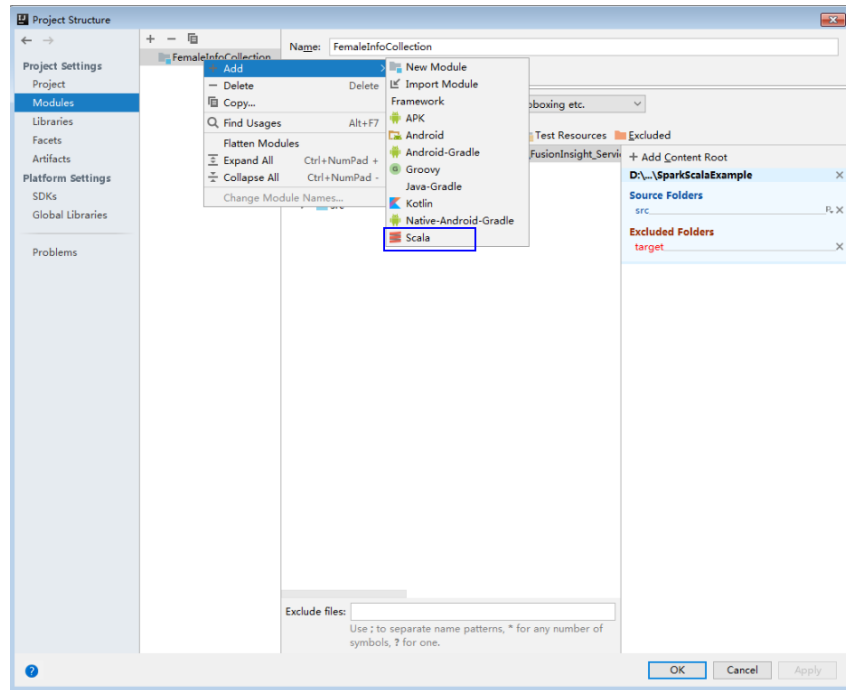 Project Structure
Project Settings
Project
Modules
Libraries
Facets
Artifacts
Platform Settings
SDKs
Global Libraries
Problems
FemaleInfoCollection
Add
Delete Delete
Copy...
Find Usages Alt+F7
Flatten Modules
Expand All Ctrl+NumPad +
Collapse All Ctrl+NumPad -
Change Module Names...
New Module
Import Module
Framework
APK
Android
Android-Gradle
Groovy
Java-Gradle
Kotlin
Native-Android-Gradle
Scala
Name: FemaleInfoCollection
boxing etc.
Test Resources Excluded
FusionInsight_Servi
+ Add Content Root
D:\...\SparkScalaExample
Source Folders
src
Excluded Folders
target
Exclude files:
Use ; to separate name patterns, * for any number of
symbols, ? for one.
OK Cancel Apply